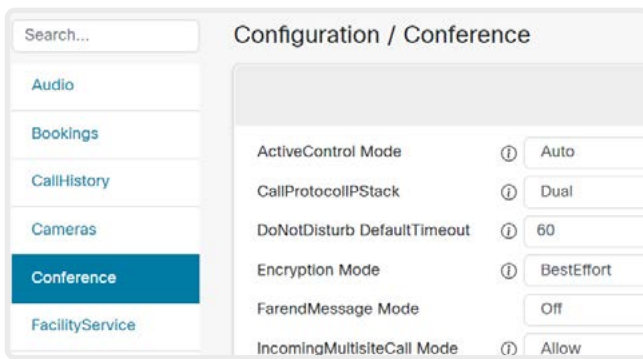 Search...
Configuration / Conference
Audio
Bookings
CallHistory
Cameras
Conference
FacilityService
ActiveControl Mode
Auto
CallProtocolIPStack
Dual
DoNotDisturb DefaultTimeout
60
Encryption Mode
BestEffort
FarendMessage Mode
Off
IncomingMultisiteCall Mode
Allow